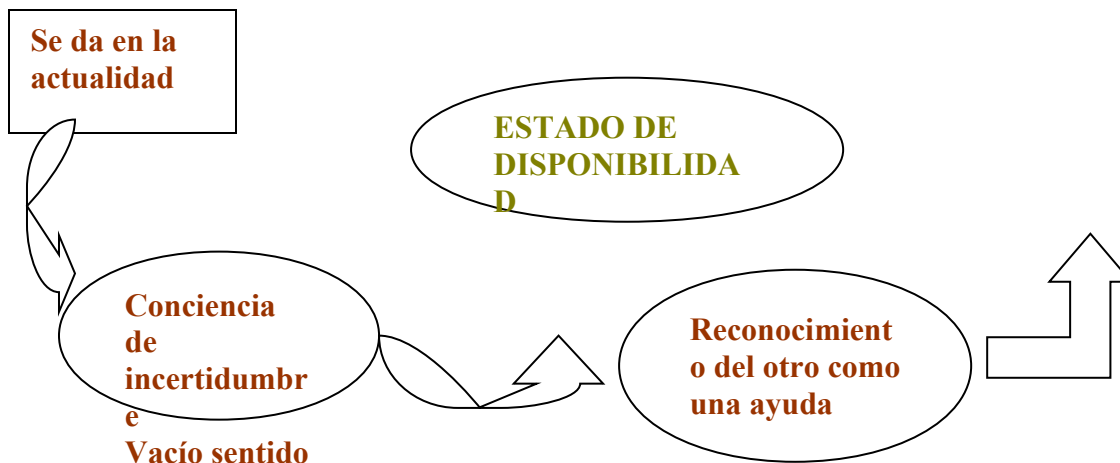 Se da en la
actualidad
ESTADO DE
DISPONIBILIDA
D
Conciencia
de
incertidumbr
e
Vacío sentido
Reconocimient
o del otro como
una ayuda